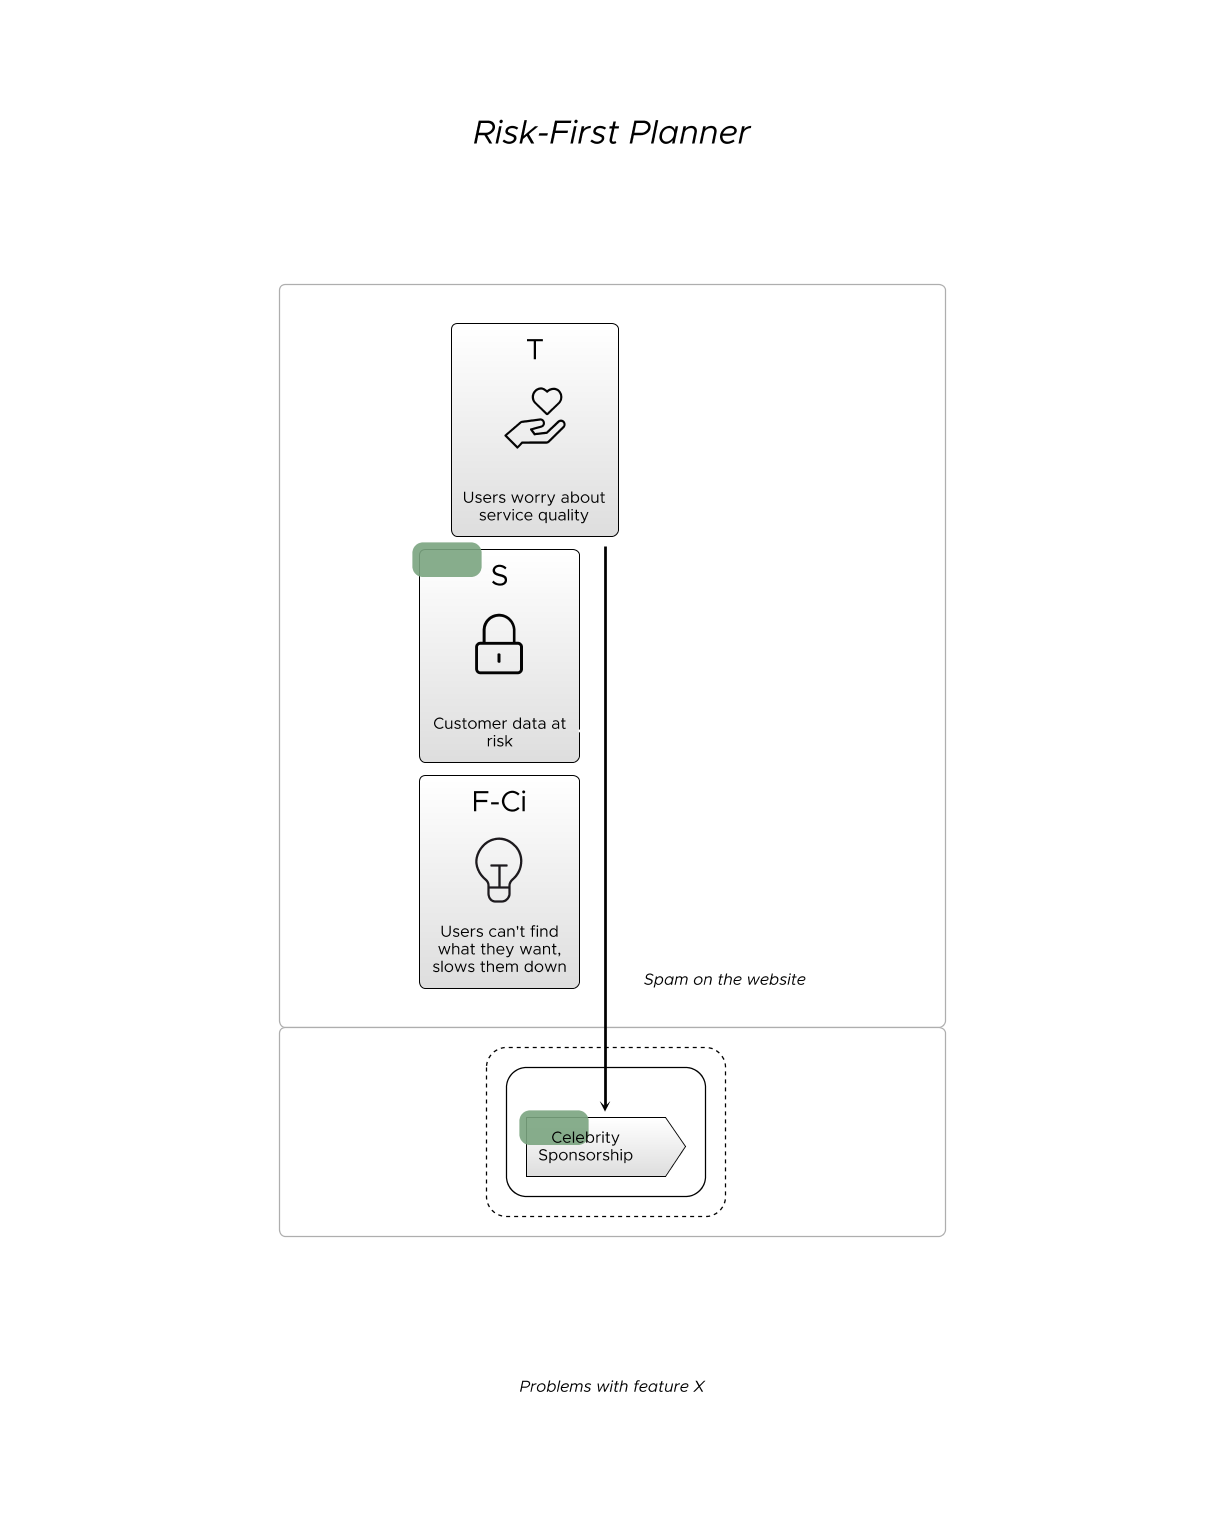 Risk-First Planner
T
Users worry about
service quality
S
Customer data at
risk
F-Ci
Users can't find
what they want,
slows them down
Spam on the website
Celebrity
Sponsorship
Problems with feature X